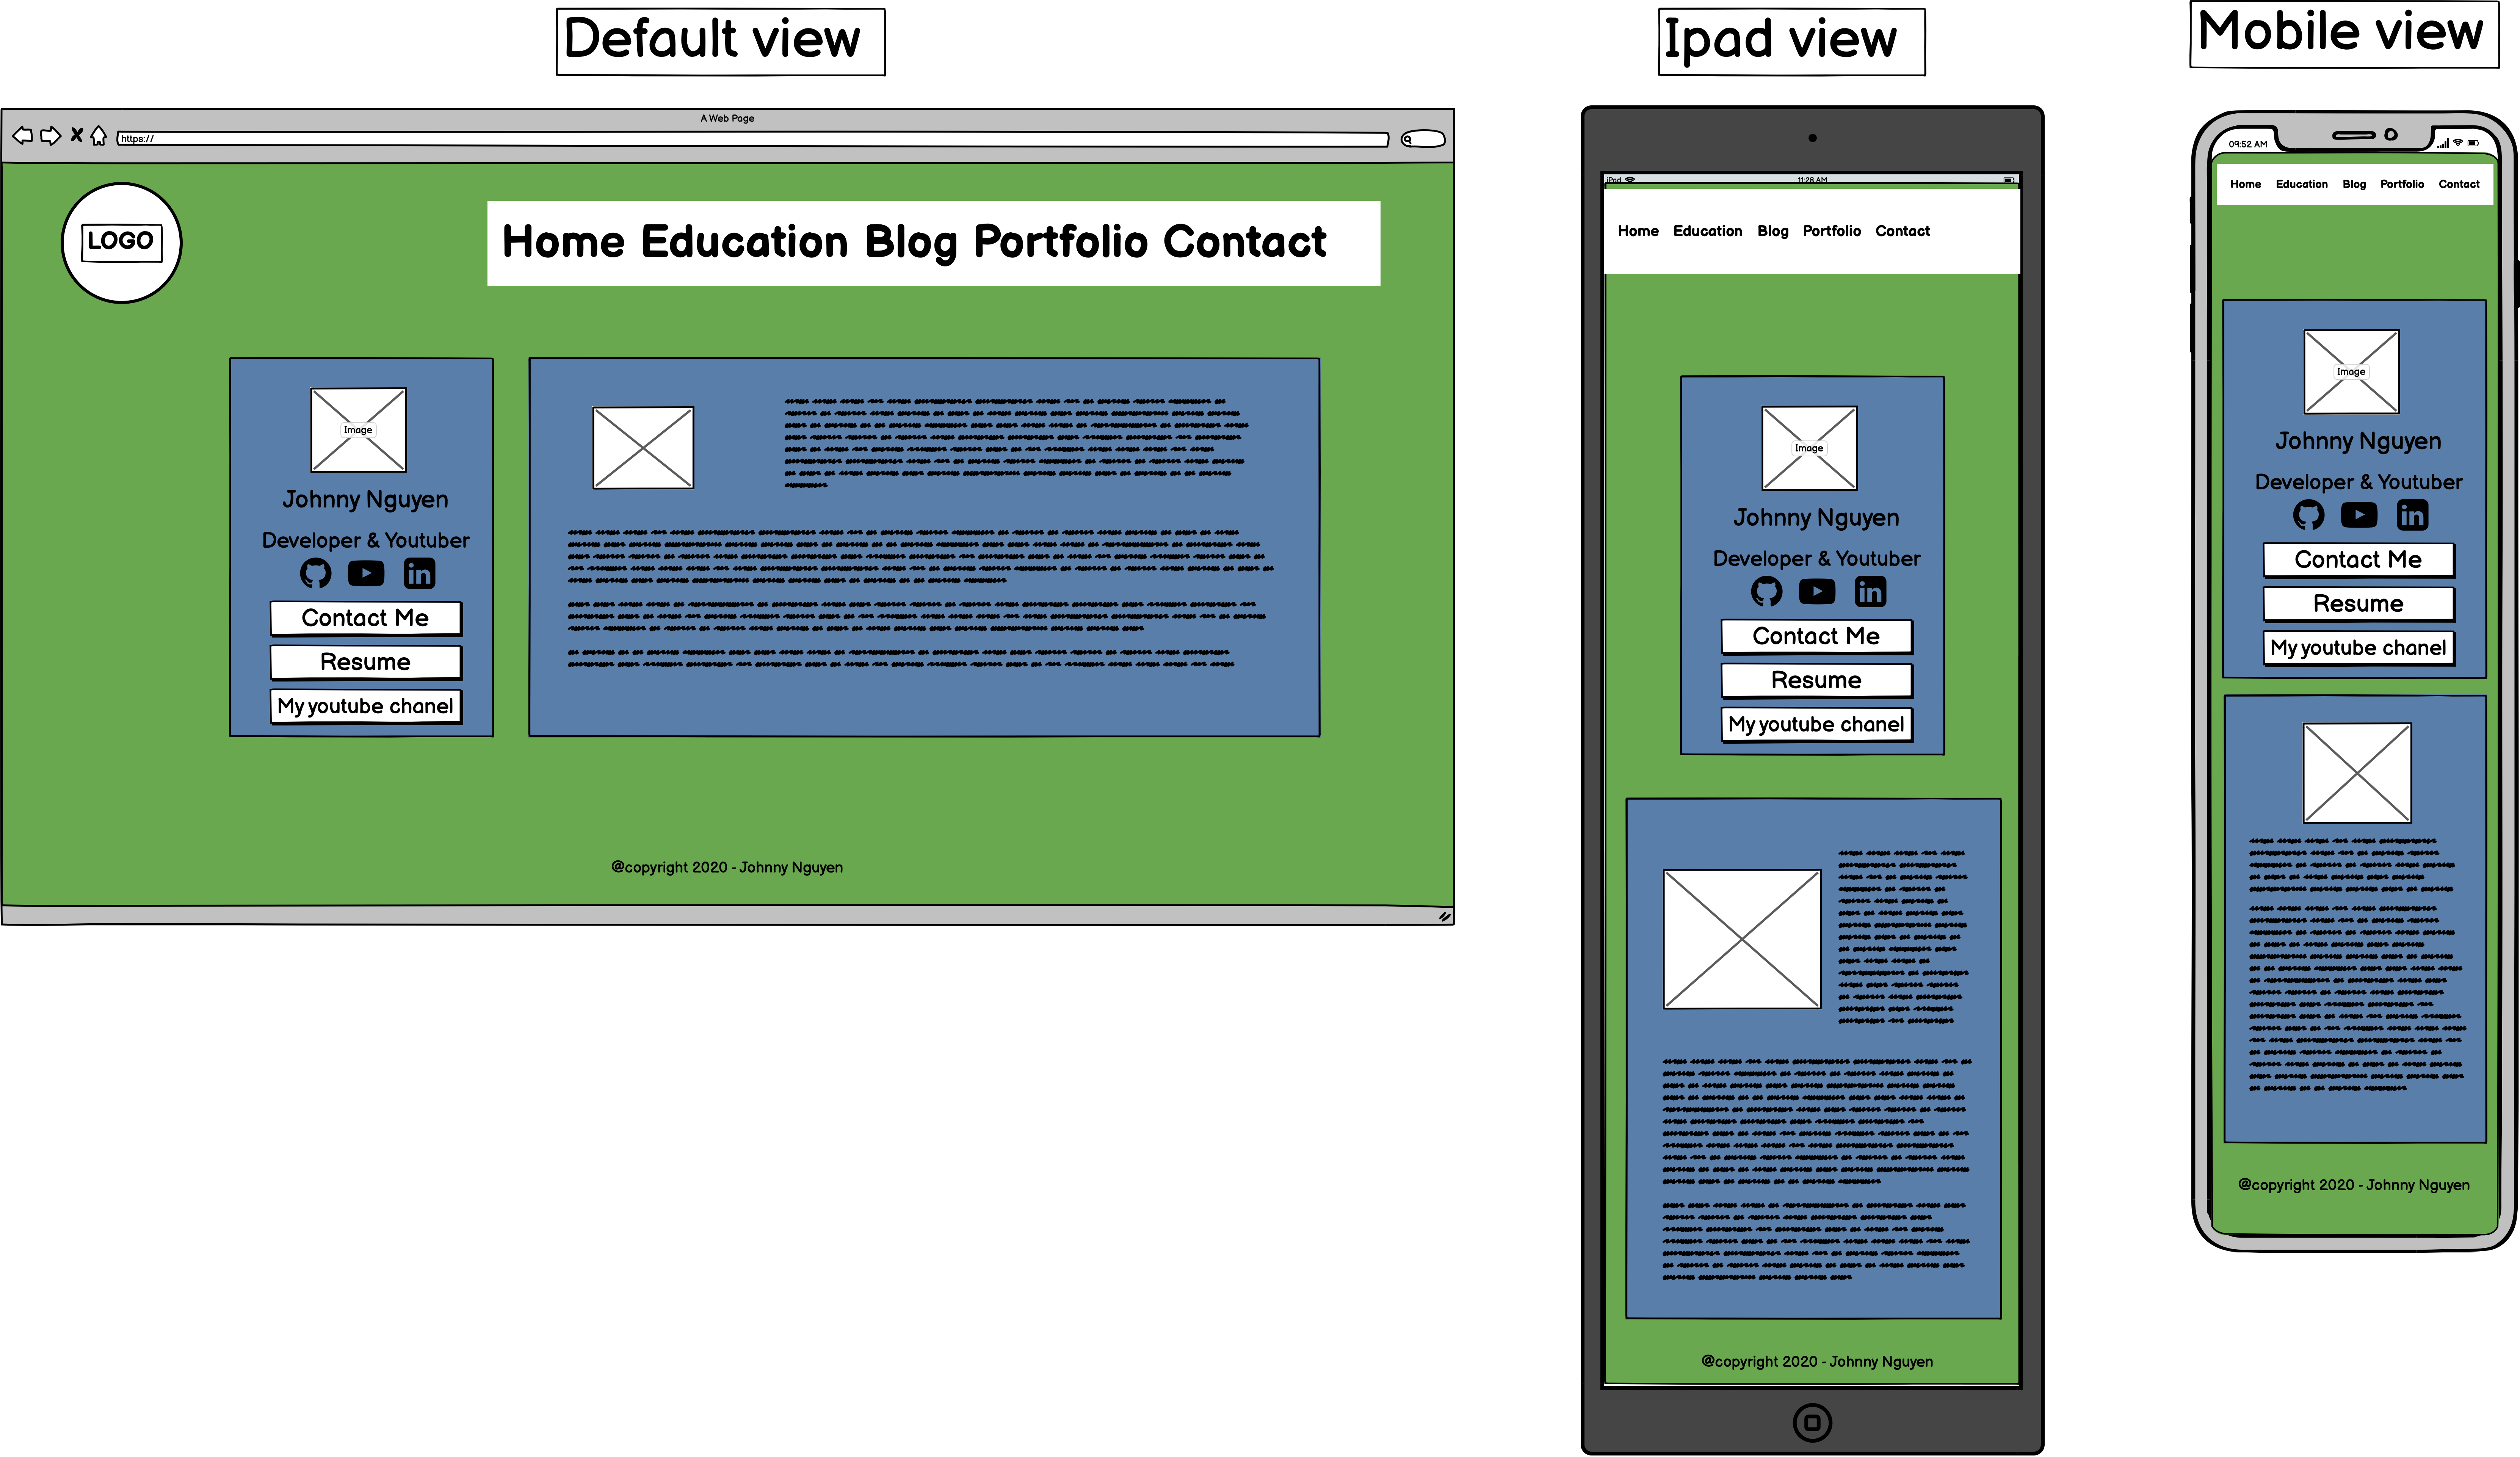 Default view
A Web Page
https://
LOGO
Home Education Blog Portfolio Contact
Image
Johnny Nguyen
Developer & Youtuber
in
Contact Me
Resume
My youtube chanel
@copyright 2020 - Johnny Nguyen
Ipad view
iPad
11:28 AM
Home Education Blog Portfolio Contact
Image
Johnny Nguyen
Developer & Youtuber
in
Contact Me
Resume
My youtube chanel
@copyright 2020 - Johnny Nguyen
Mobile view
09:52 AM
Home Education Blog Portfolio Contact
Image
Johnny Nguyen
Developer & Youtuber
in
Contact Me
Resume
My youtube chanel
@copyright 2020 - Johnny Nguyen